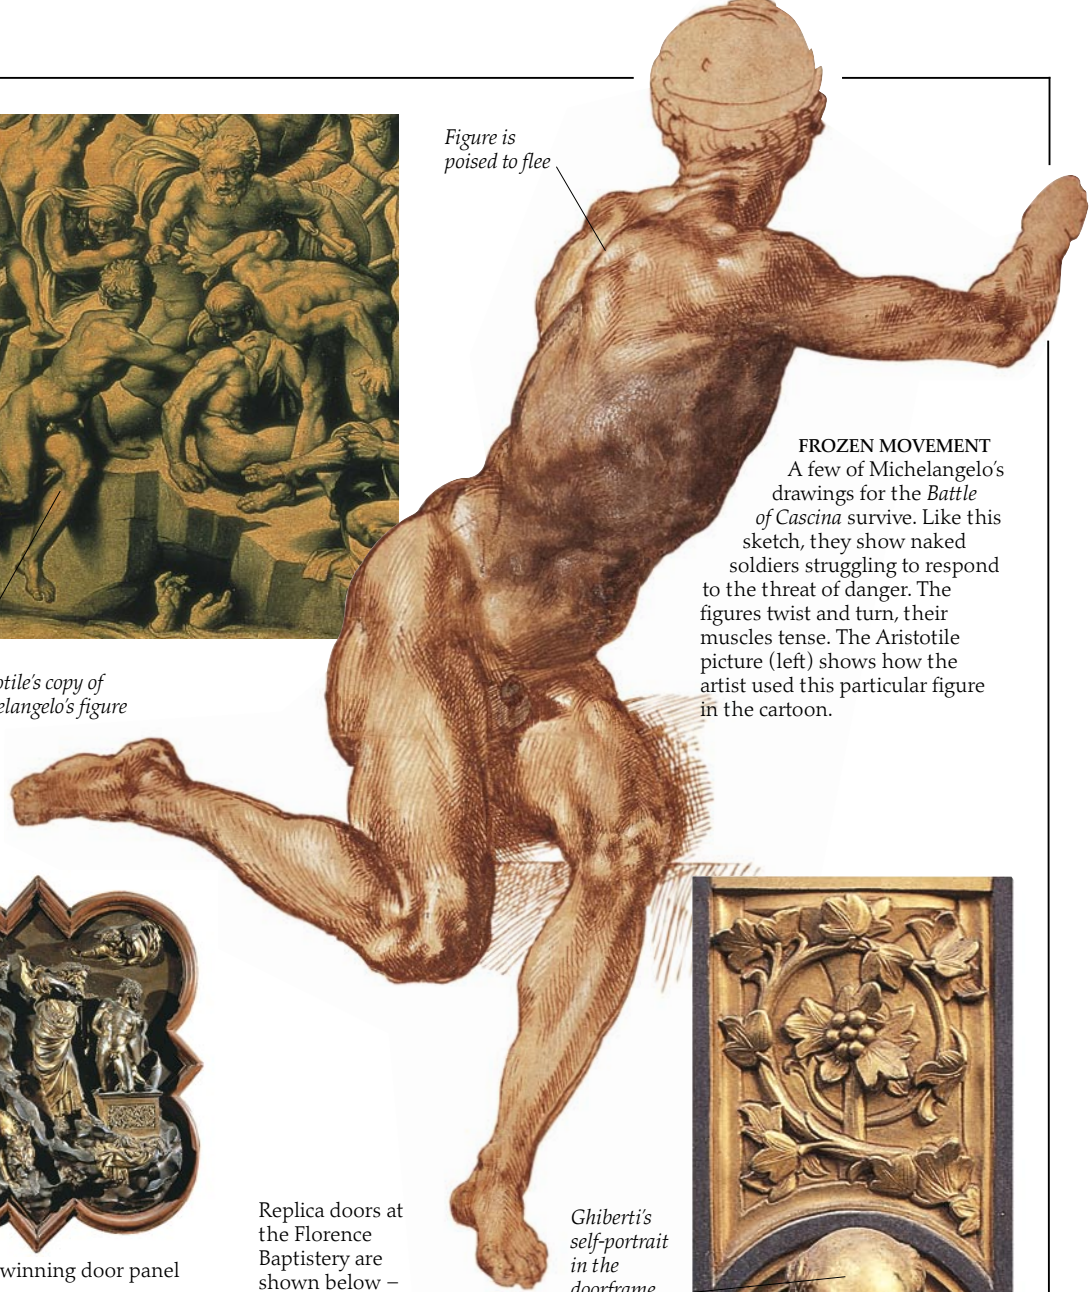 Figure is
poised to flee
FROZEN MOVEMENT
A few of Michelangelo's
drawings for the Battle
of Cascina survive. Like this
sketch, they show naked
soldiers struggling to respond
to the threat of danger. The
figures twist and turn, their
muscles tense. The Aristotile
picture (left) shows how the
artist used this particular figure
in the cartoon.
otile's copy of
elangelo's figure
Replica doors at
the Florence
Baptistery are
shown below –
winning door panel
Ghiberti's
self-portrait
in the
doorframe